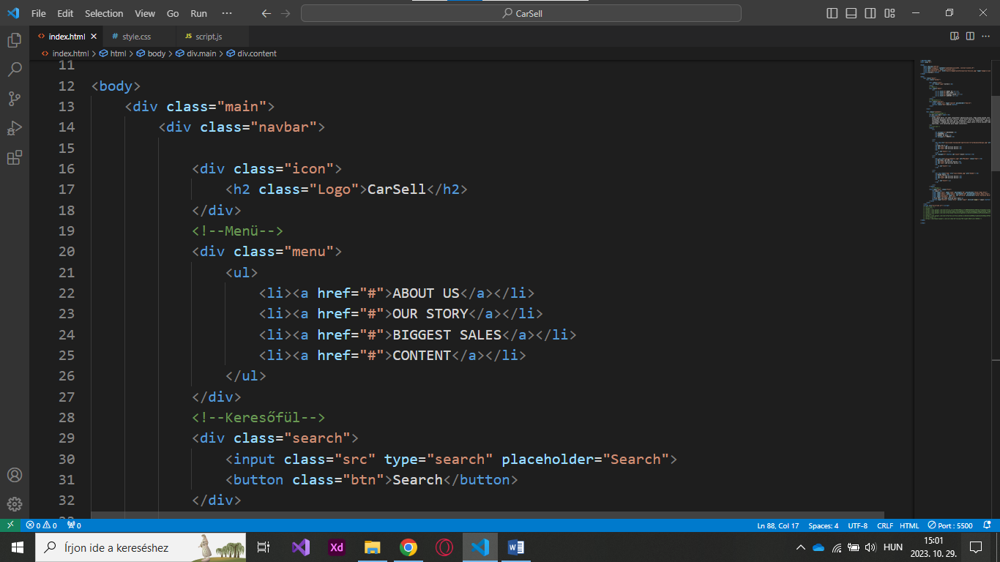 File Edit Selection View Go Run ··· CarSell
index.html style.css JS script.js
index.html > html > body > div.main > div.content
11
12 <body>
13 <div class="main">
14 <div class="navbar">
15
16 <div class="icon">
17 <h2 class="Logo">CarSell</h2>
18 </div>
19 <!--Menü-->
20 <div class="menu">
21 <ul>
22 <li><a href="#">ABOUT US</a></li>
23 <li><a href="#">OUR STORY</a></li>
24 <li><a href="#">BIGGEST SALES</a></li>
25 <li><a href="#">CONTENT</a></li>
26 </ul>
27 </div>
28 <!--Keresőfül-->
29 <div class="search">
30 <input class="src" type="search" placeholder="Search">
31 <button class="btn">Search</button>
32 </div>
0 0 0 Ln 88, Col 17 Spaces: 4 UTF-8 CRLF HTML Port : 5500
Írjon ide a kereséshez Xd W HUN 15:01
2023. 10. 29.